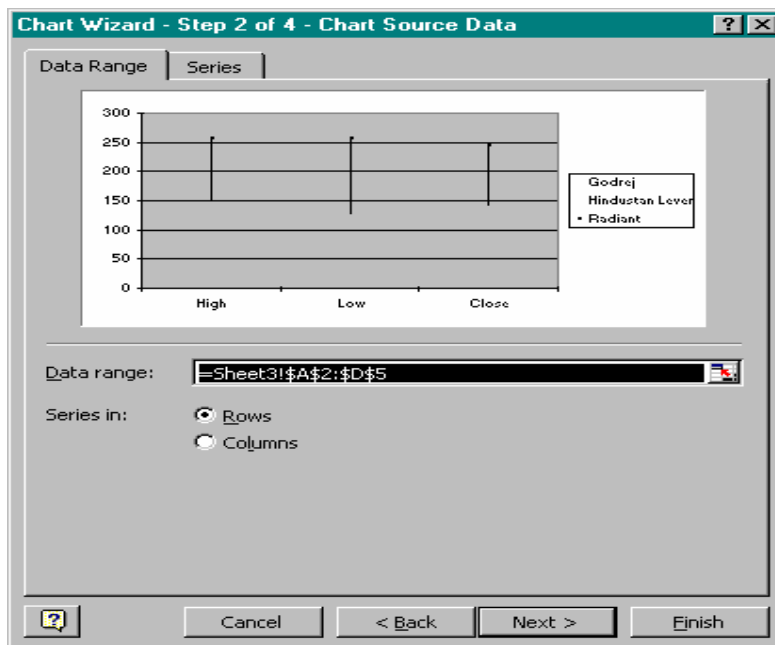 Chart Wizard - Step 2 of 4 - Chart Source Data
Data Range
Series
300
250
200
150
100
50
0
High Low Close
Godrej
Hindustan Lever
Radiant
Data range: =Sheet3!$A$2:$D$5
Series in: Rows
Columns
Cancel < Back Next > Finish